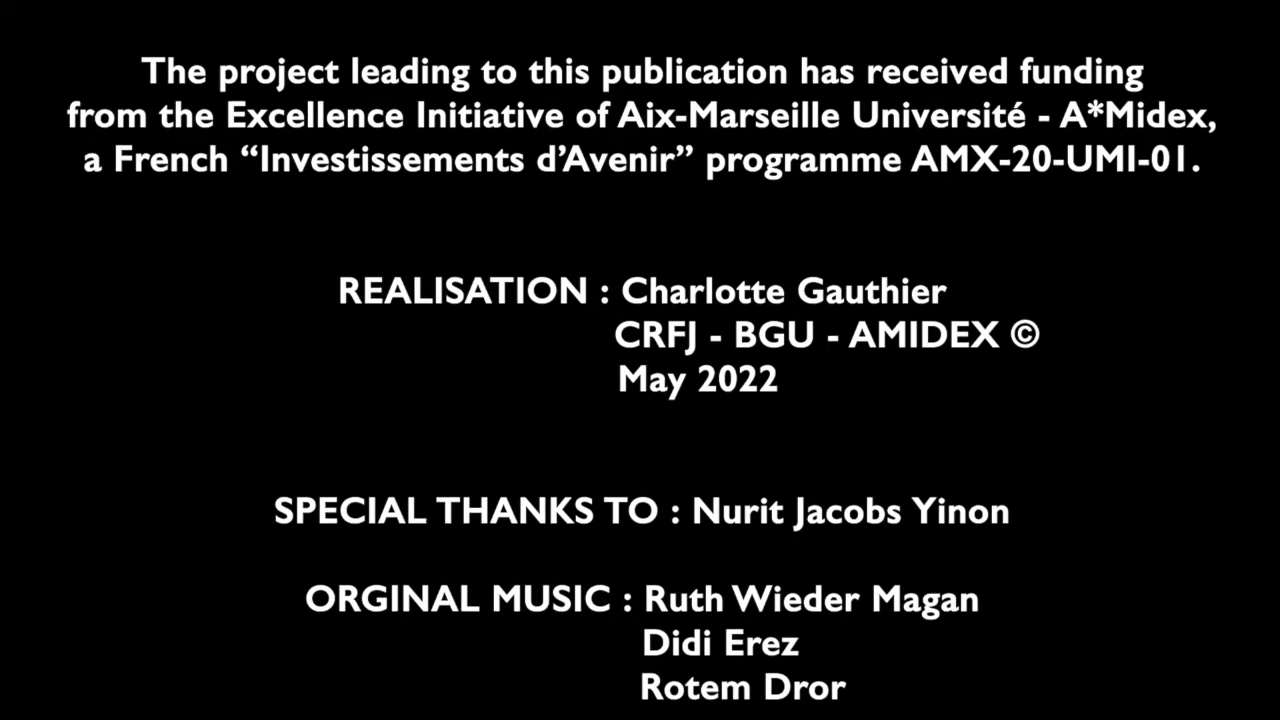 The project leading to this publication has received funding
from the Excellence Initiative of Aix-Marseille Université - A*Midex,
a French “Investissements d’Avenir” programme AMX-20-UMI-01.
REALISATION : Charlotte Gauthier
CRFJ - BGU - AMIDEX ©
May 2022
SPECIAL THANKS TO : Nurit Jacobs Yinon
ORGINAL MUSIC : Ruth Wieder Magan
Didi Erez
Rotem Dror